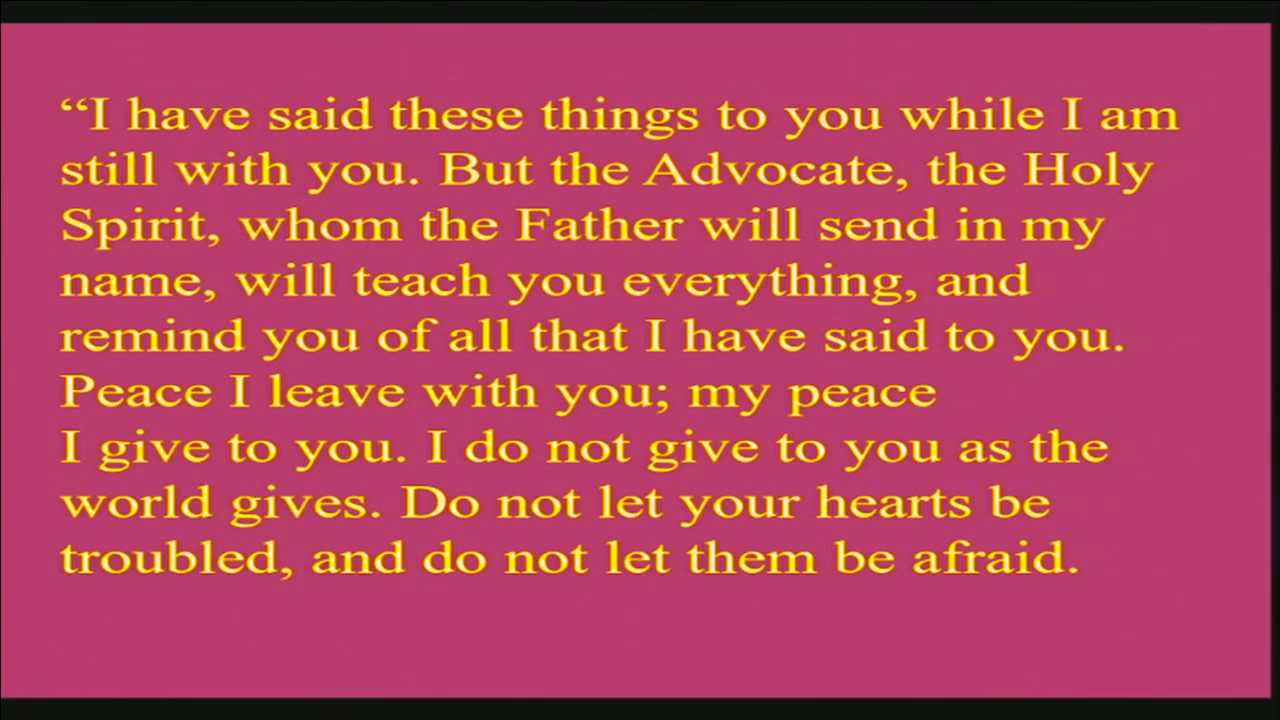 “I have said these things to you while I am
still with you. But the Advocate, the Holy
Spirit, whom the Father will send in my
name, will teach you everything, and
remind you of all that I have said to you.
Peace I leave with you; my peace
I give to you. I do not give to you as the
world gives. Do not let your hearts be
troubled, and do not let them be afraid.